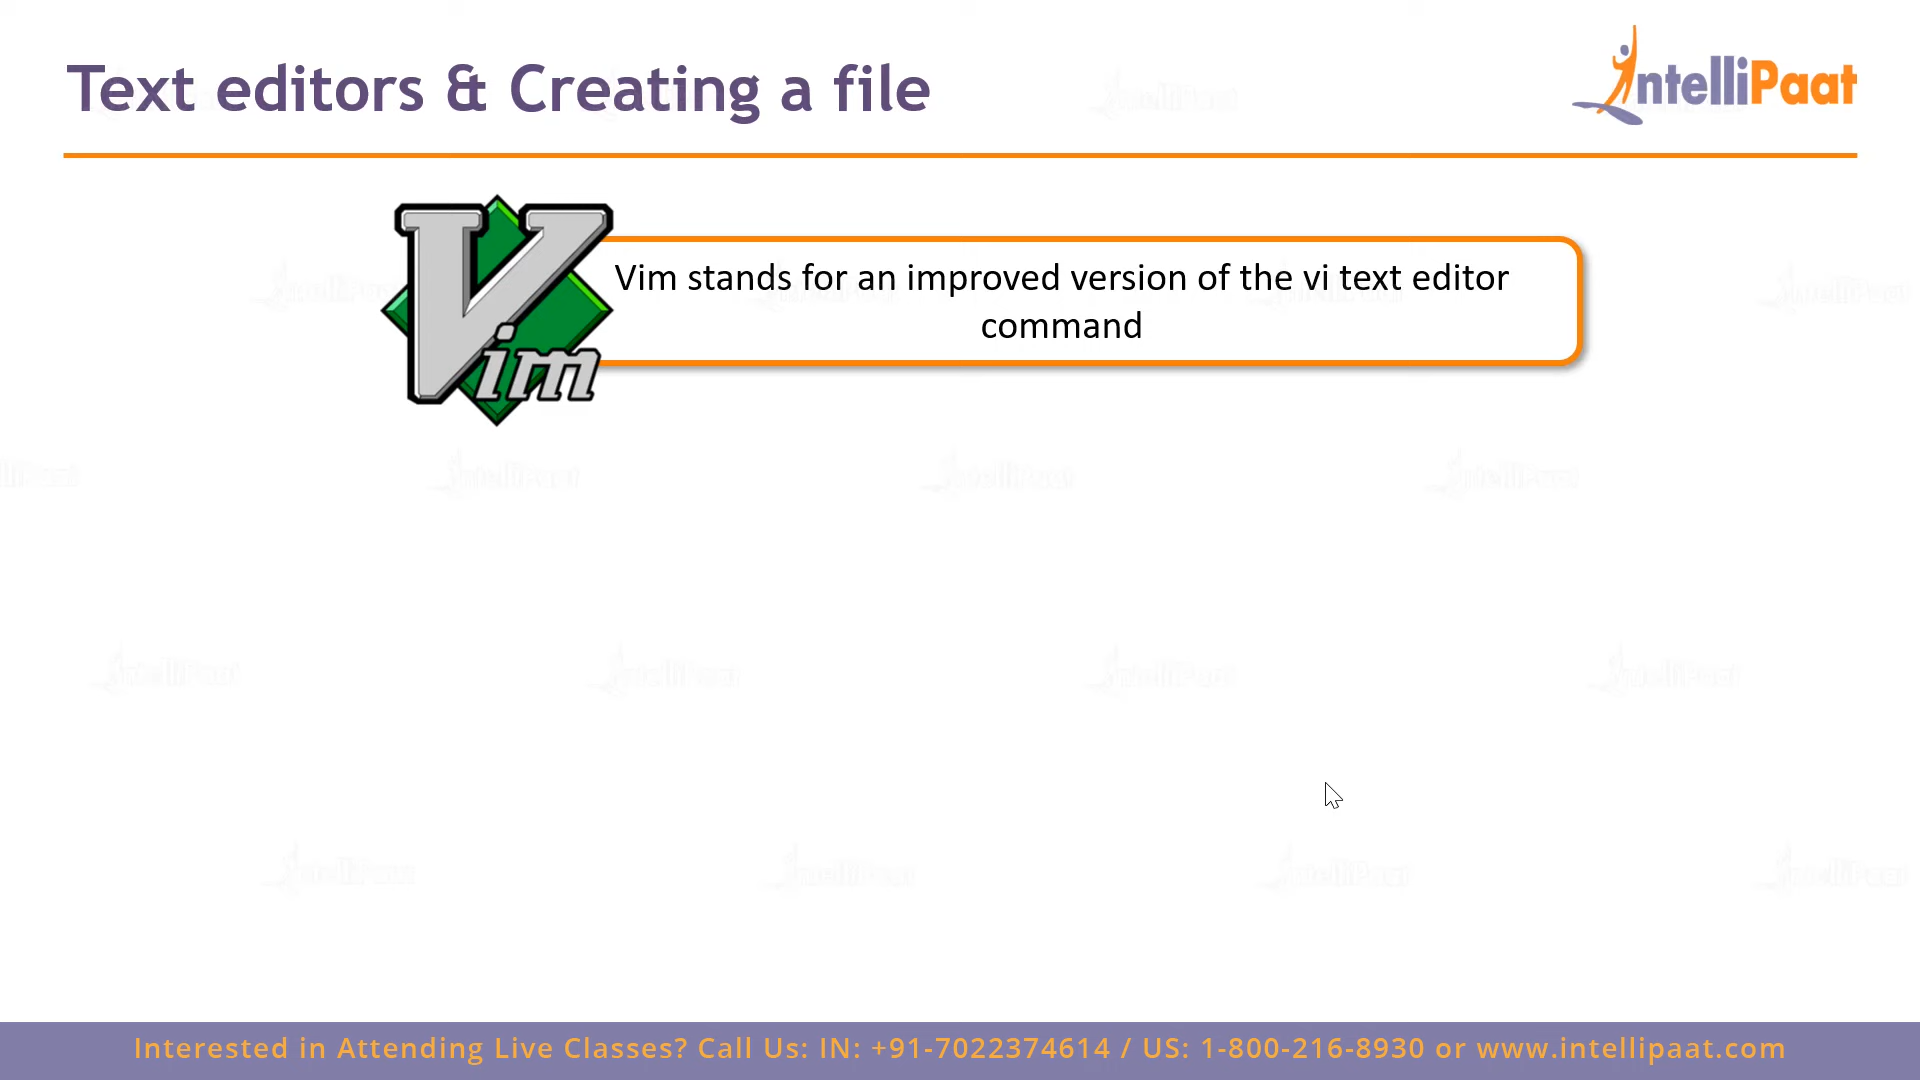 Text editors & Creating a file
IntelliPaat
Vim
Vim stands for an improved version of the vi text editor
command
Interested in Attending Live Classes? Call Us: IN: +91-7022374614 / US: 1-800-216-8930 or www.intellipaat.com